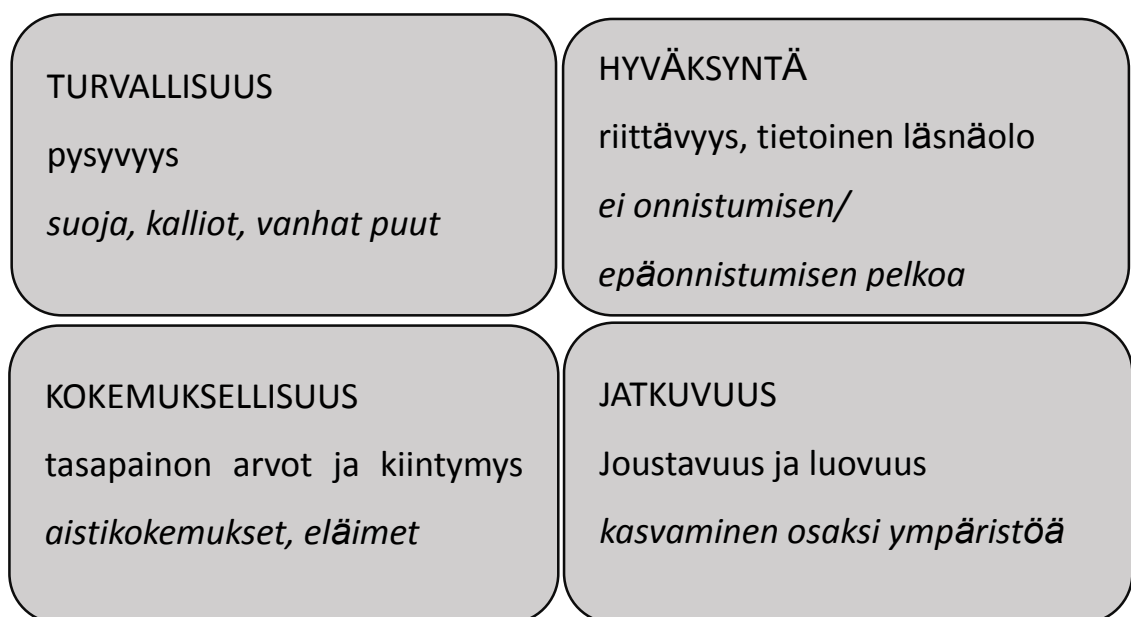 TURVALLISUUS
pysyvyys
suoja, kalliot, vanhat puut
HYVÄKSYNTÄ
riittävyys, tietoinen läsnäolo
ei onnistumisen/
epäonnistumisen pelkoa
KOKEMUKSELLISUUS
tasapainon arvot ja kiintymys
aistikokemukset, eläimet
JATKUVUUS
Joustavuus ja luovuus
kasvaminen osaksi ympäristöä